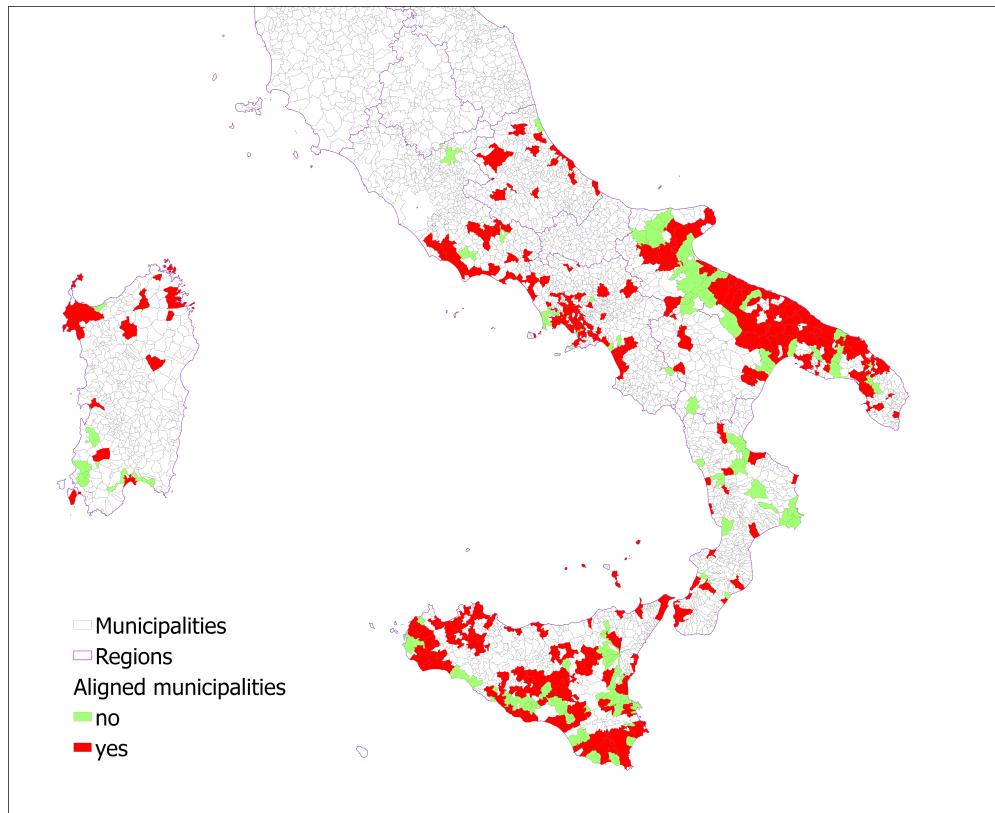 Municipalities
Regions
Aligned municipalities
no
yes